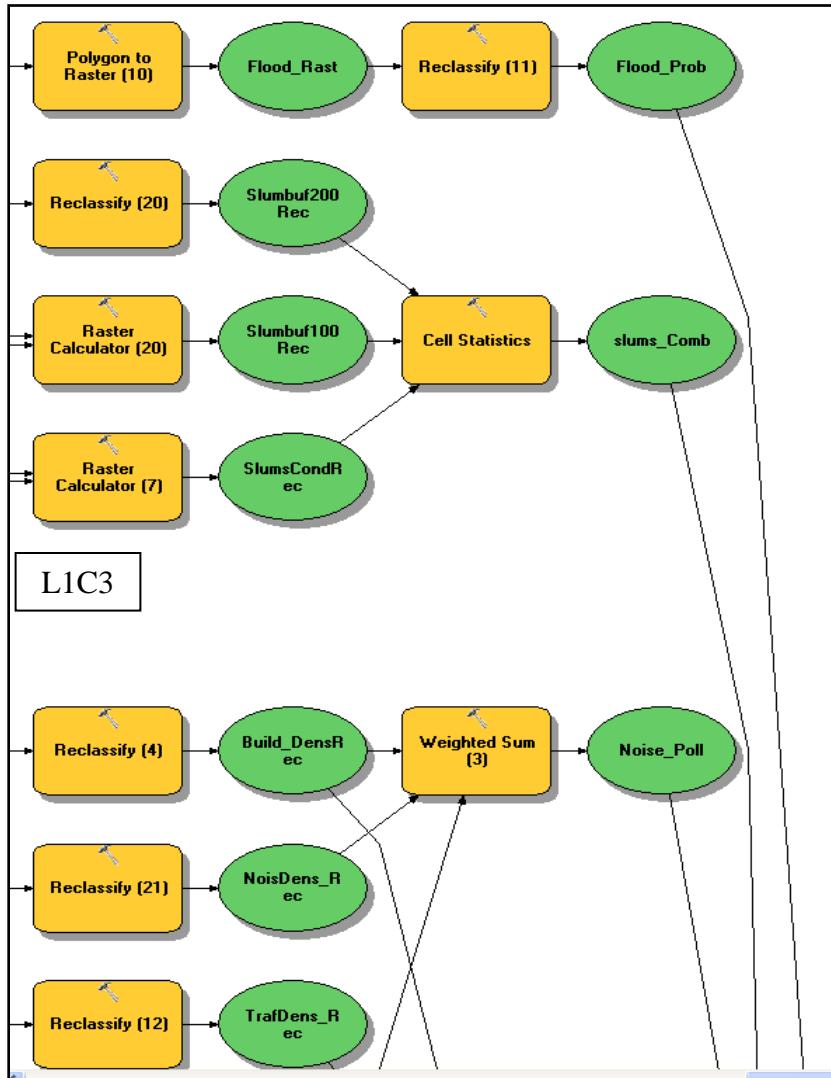 Polygon to
Raster (10)
Flood_Rast
Reclassify (11)
Flood_Prob
Reclassify (20)
Slumbuf200
Rec
Raster
Calculator (20)
Slumbuf100
Rec
Cell Statistics
slums_Comb
Raster
Calculator (7)
SlumsCondR
ec
L1C3
Reclassify (4)
Build_DensR
ec
Weighted Sum
(3)
Noise_Poll
Reclassify (21)
NoisDens_R
ec
Reclassify (12)
TrafDens_R
ec